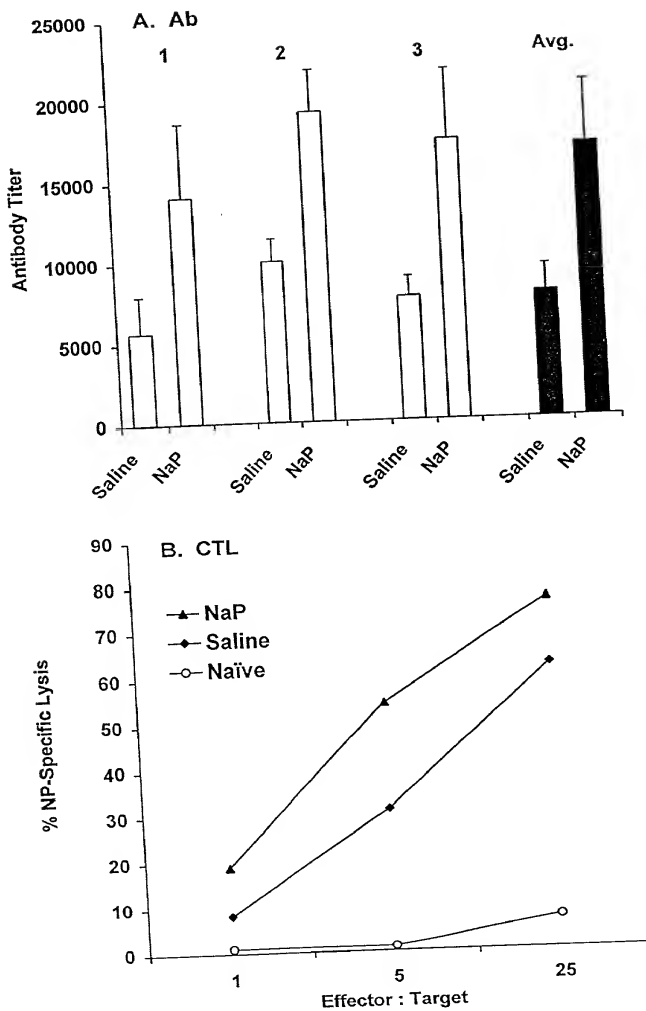 A. Ab
1
2
3
Avg.
25000
20000
15000
10000
5000
0
Antibody Titer
Saline
NaP
Saline
NaP
Saline
NaP
Saline
NaP
B. CTL
90
80
70
60
50
40
30
20
10
0
NaP
Saline
Naïve
% NP-Specific Lysis
1
5
25
Effector : Target